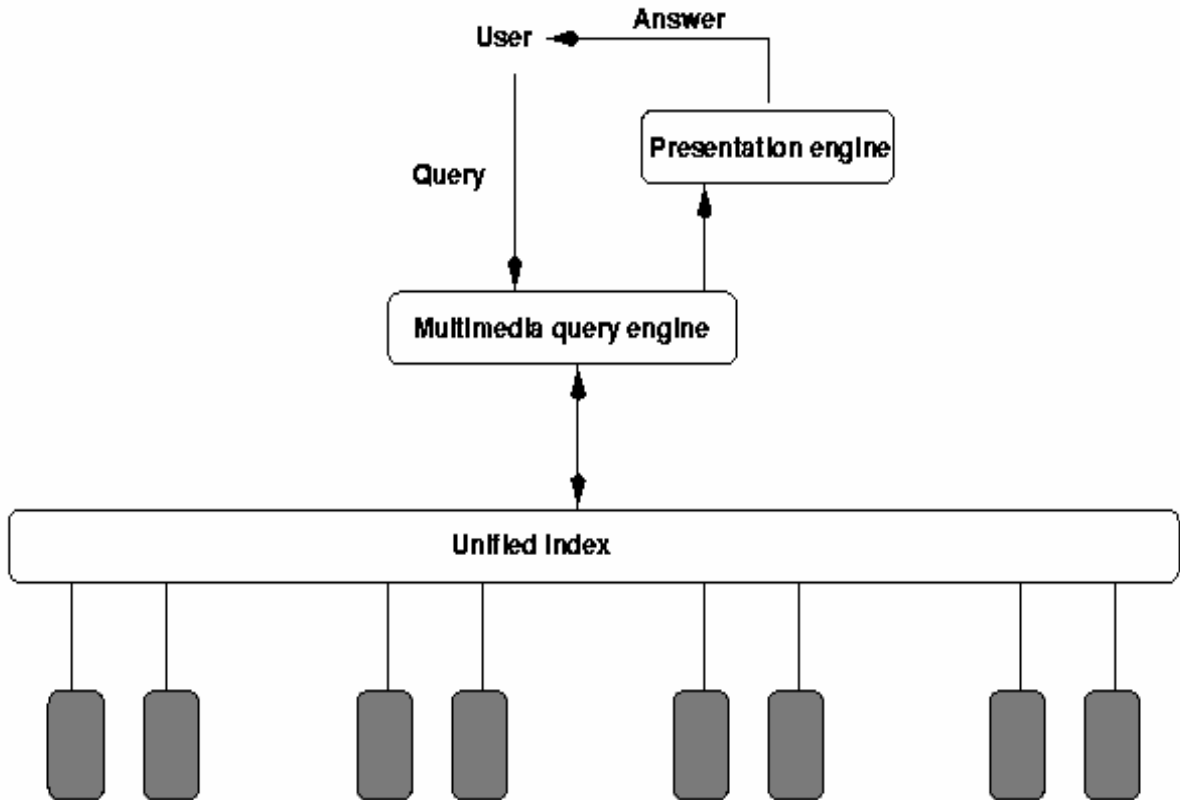 Answer
User
Presentation engine
Query
Multimedia query engine
Unified index